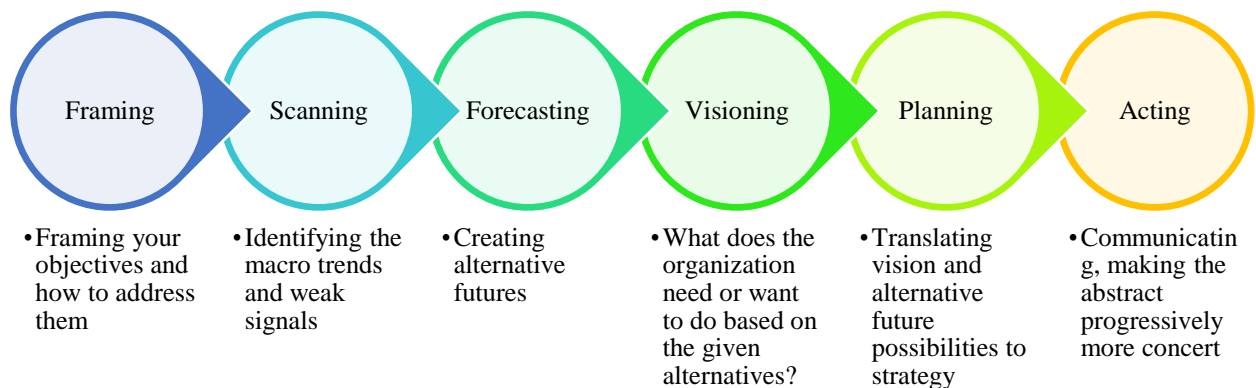 Framing
Scanning
Forecasting
Visioning
Planning
Acting
•Framing your
objectives and
how to address
them
•Identifying the
macro trends
and weak
signals
•Creating
alternative
futures
•What does the
organization
need or want
to do based on
the given
alternatives?
•Translating
vision and
alternative
future
possibilities to
strategy
•Communicatin
g, making the
abstract
progressively
more concert